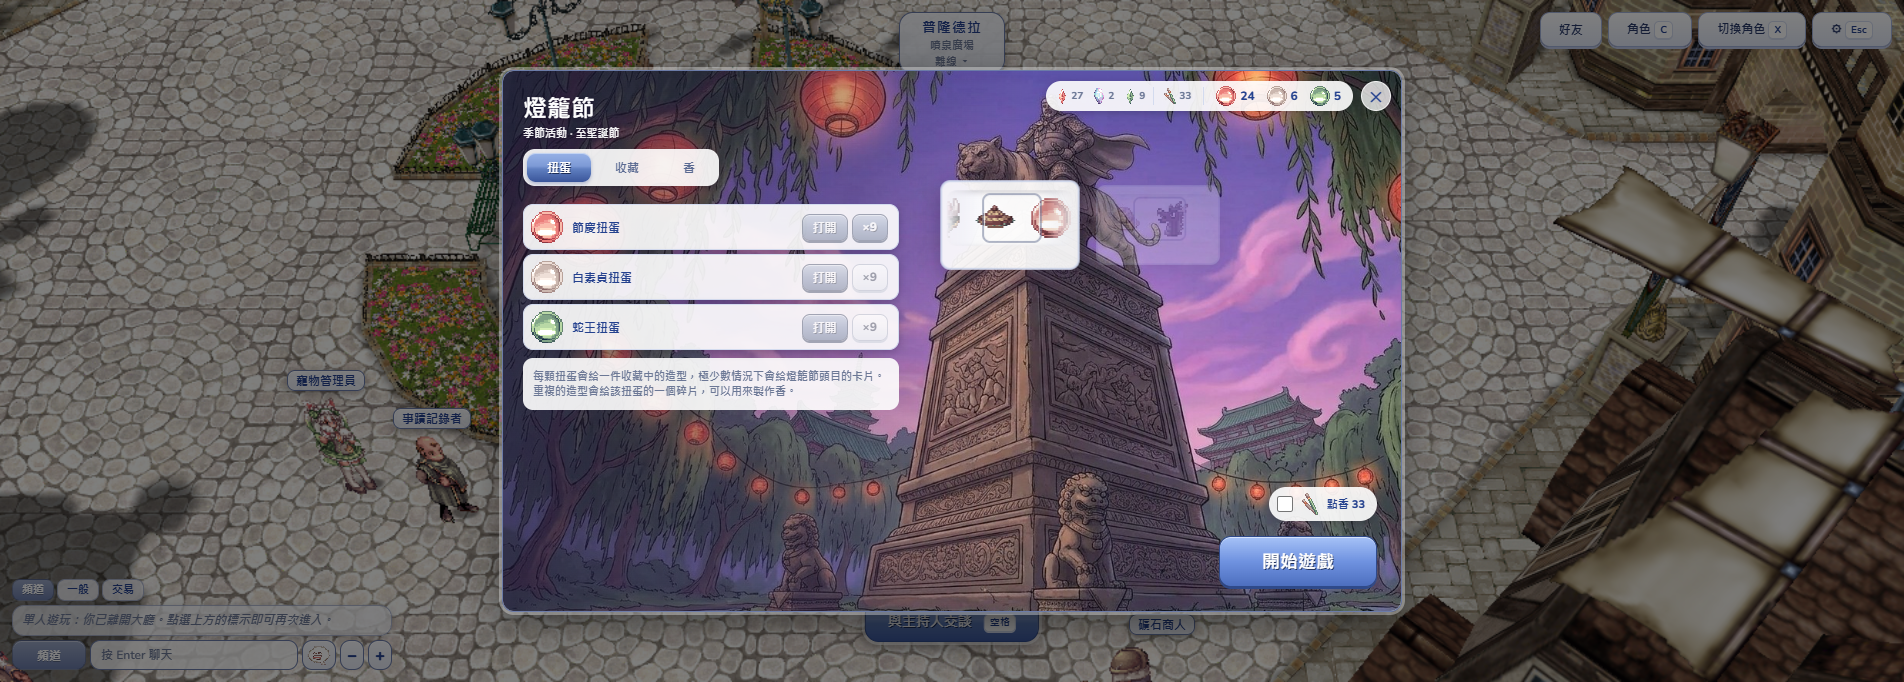 普隆德拉
噴泉廣場
離線
好友
角色 C
切換角色 X
Esc
燈籠節
季節活動 · 至聖誕節
27 2 9 33 24 6 5
扭蛋 收藏 香
節慶扭蛋 打開 ×9
白素貞扭蛋 打開 ×9
蛇王扭蛋 打開 ×9
每顆扭蛋會給一件收藏中的造型，極少數情況下會給燈籠節頭目的卡片。
重複的造型會給該扭蛋的一個碎片，可以用來製作香。
寵物管理員
事蹟記錄者
點香 33
開始遊戲
頻道 一般 交易
單人遊玩：你已離開大廳。點選上方的標示即可再次進入。
頻道 按 Enter 聊天 − +
與主持人交談 空格
礦石商人